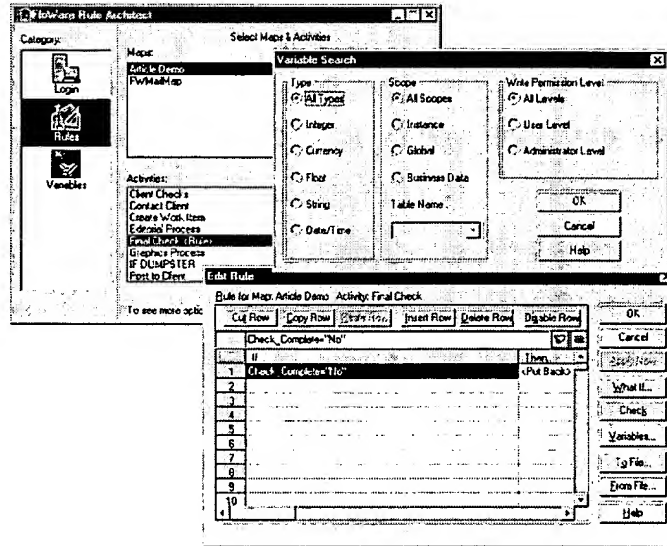 FloWare Rule Architect
Category:
Login
Rules
Variables
Select Maps & Activities
Maps:
Article Demo
FWMailMap
Activities:
Client Checks
Contact Client
Create Work Item
Editorial Process
Final Check <Rule>
Graphics Process
IF DUMPSTER
Post to Client
To see more optio
Variable Search
Type
All Types
Integer
Currency
Float
String
Date/Time
Scope
All Scopes
Instance
Global
Business Data
Table Name:
Write Permission Level
All Levels
User Level
Administrator Level
OK
Cancel
Help
Edit Rule
Rule for Map: Article Demo Activity: Final Check
Cut Row Copy Row Insert Row Delete Row Disable Row
Check_Complete="No"
If Then...
1 Check_Complete="No" <Put Back>
2
3
4
5
6
7
8
9
10
OK
Cancel
What If...
Check
Variables...
To File...
From File...
Help